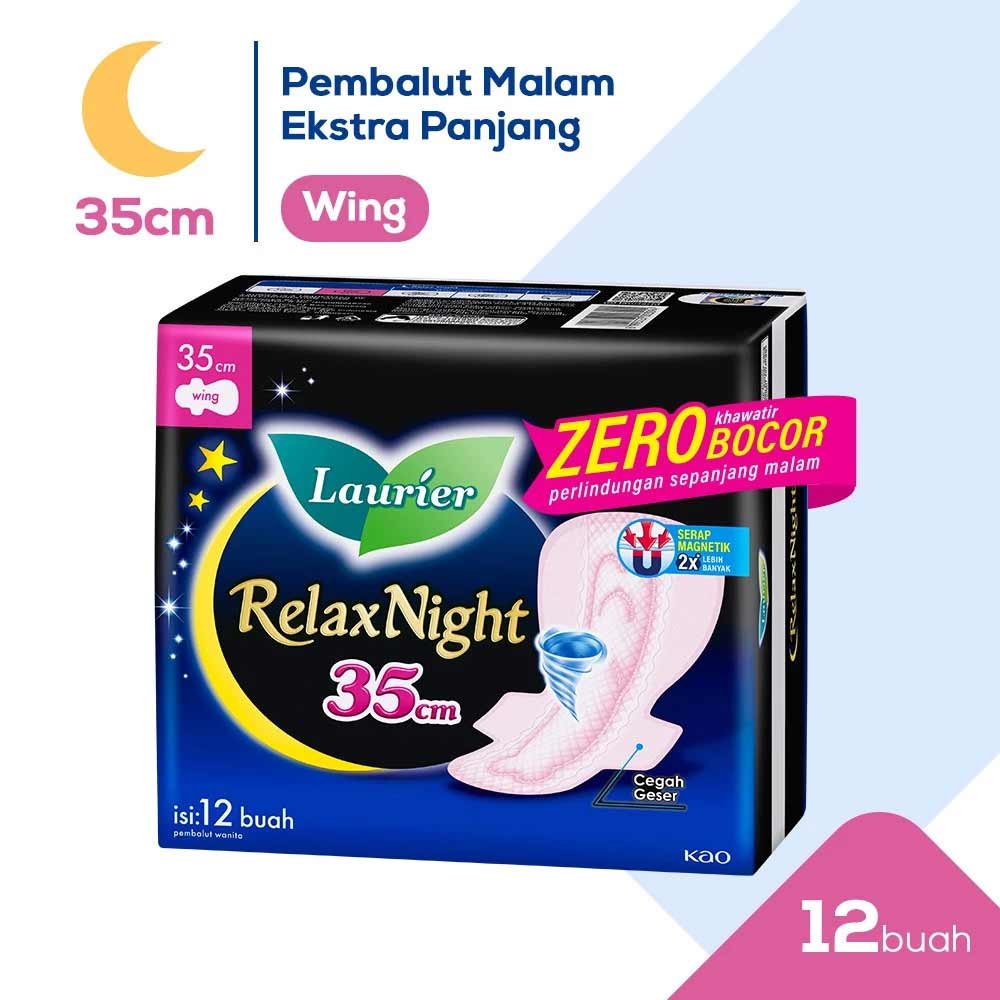 Pembalut Malam
Ekstra Panjang
35cm
Wing
35cm
wing
ZERO khawatir
BOCOR
perlindungan sepanjang malam
Laurier
SERAP
MAGNETIK
2x* LEBIH
BANYAK
RelaxNight
35cm
RelaxNight
Cegah
Geser
isi:12 buah
pembalut wanita
Kao
12buah